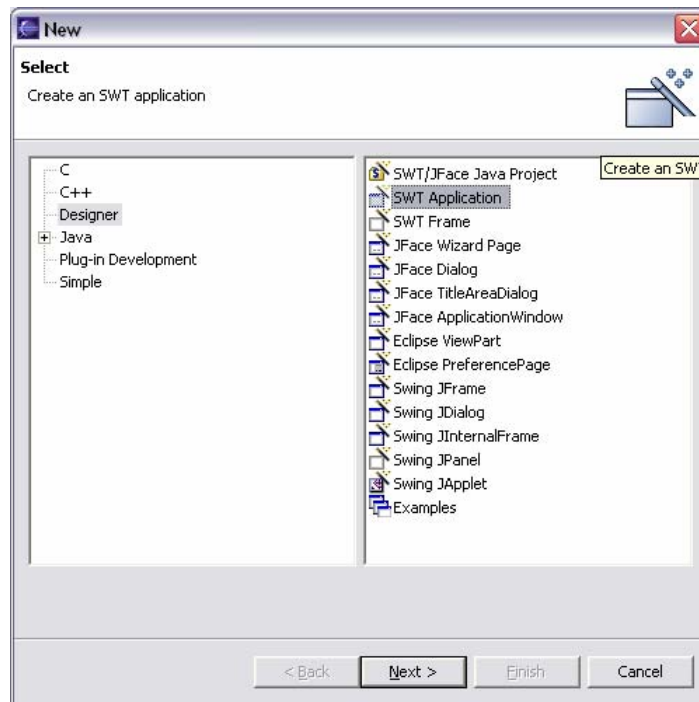 New
Select
Create an SWT application
C
C++
Designer
Java
Plug-in Development
Simple
SWT/JFace Java Project
Create an SW
SWT Application
SWT Frame
JFace Wizard Page
JFace Dialog
JFace TitleAreaDialog
JFace ApplicationWindow
Eclipse ViewPart
Eclipse PreferencePage
Swing JFrame
Swing JDialog
Swing JInternalFrame
Swing JPanel
Swing JApplet
Examples
< Back
Next >
Finish
Cancel